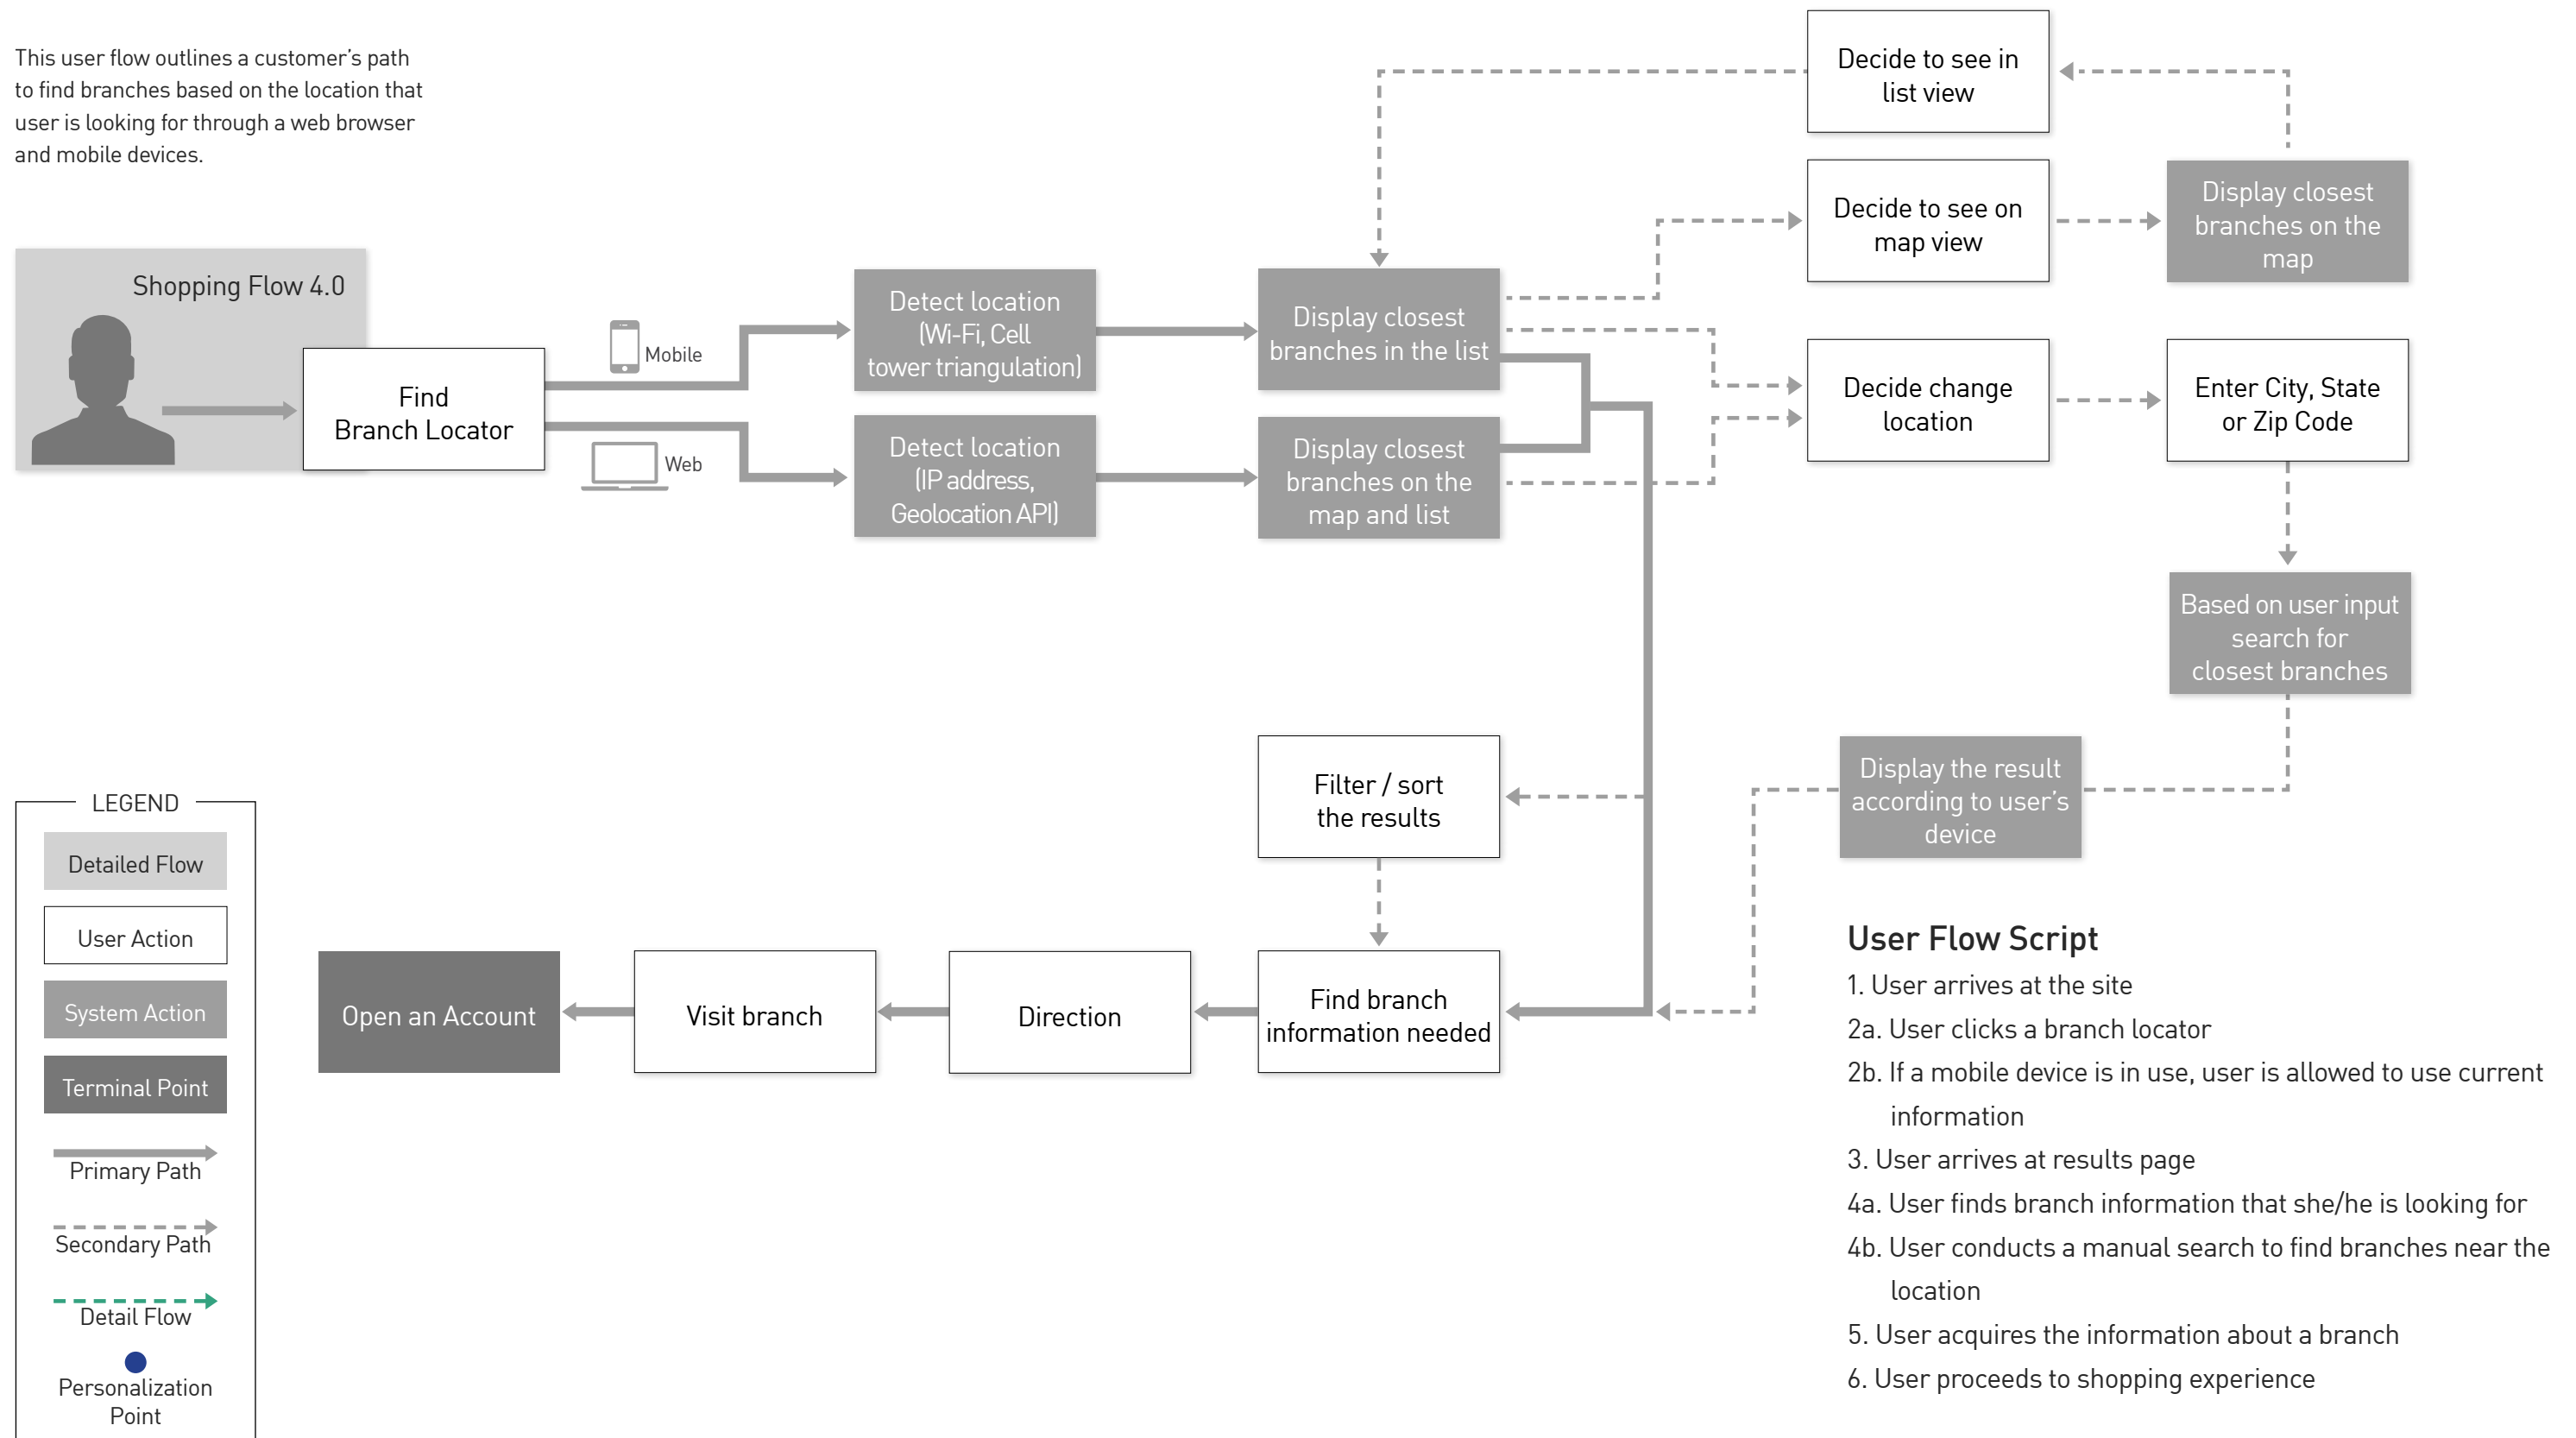 This user flow outlines a customer’s path
to find branches based on the location that
user is looking for through a web browser
and mobile devices.
Shopping Flow 4.0
Find
Branch Locator
Mobile
Web
Detect location
(Wi-Fi, Cell
tower triangulation)
Detect location
(IP address,
Geolocation API)
Display closest
branches in the list
Display closest
branches on the
map and list
Decide to see in
list view
Decide to see on
map view
Display closest
branches on the
map
Decide change
location
Enter City, State
or Zip Code
Based on user input
search for
closest branches
Display the result
according to user’s
device
Filter / sort
the results
Find branch
information needed
Direction
Visit branch
Open an Account
LEGEND
Detailed Flow
User Action
System Action
Terminal Point
Primary Path
Secondary Path
Detail Flow
Personalization
Point
User Flow Script
1. User arrives at the site
2a. User clicks a branch locator
2b. If a mobile device is in use, user is allowed to use current
information
3. User arrives at results page
4a. User finds branch information that she/he is looking for
4b. User conducts a manual search to find branches near the
location
5. User acquires the information about a branch
6. User proceeds to shopping experience